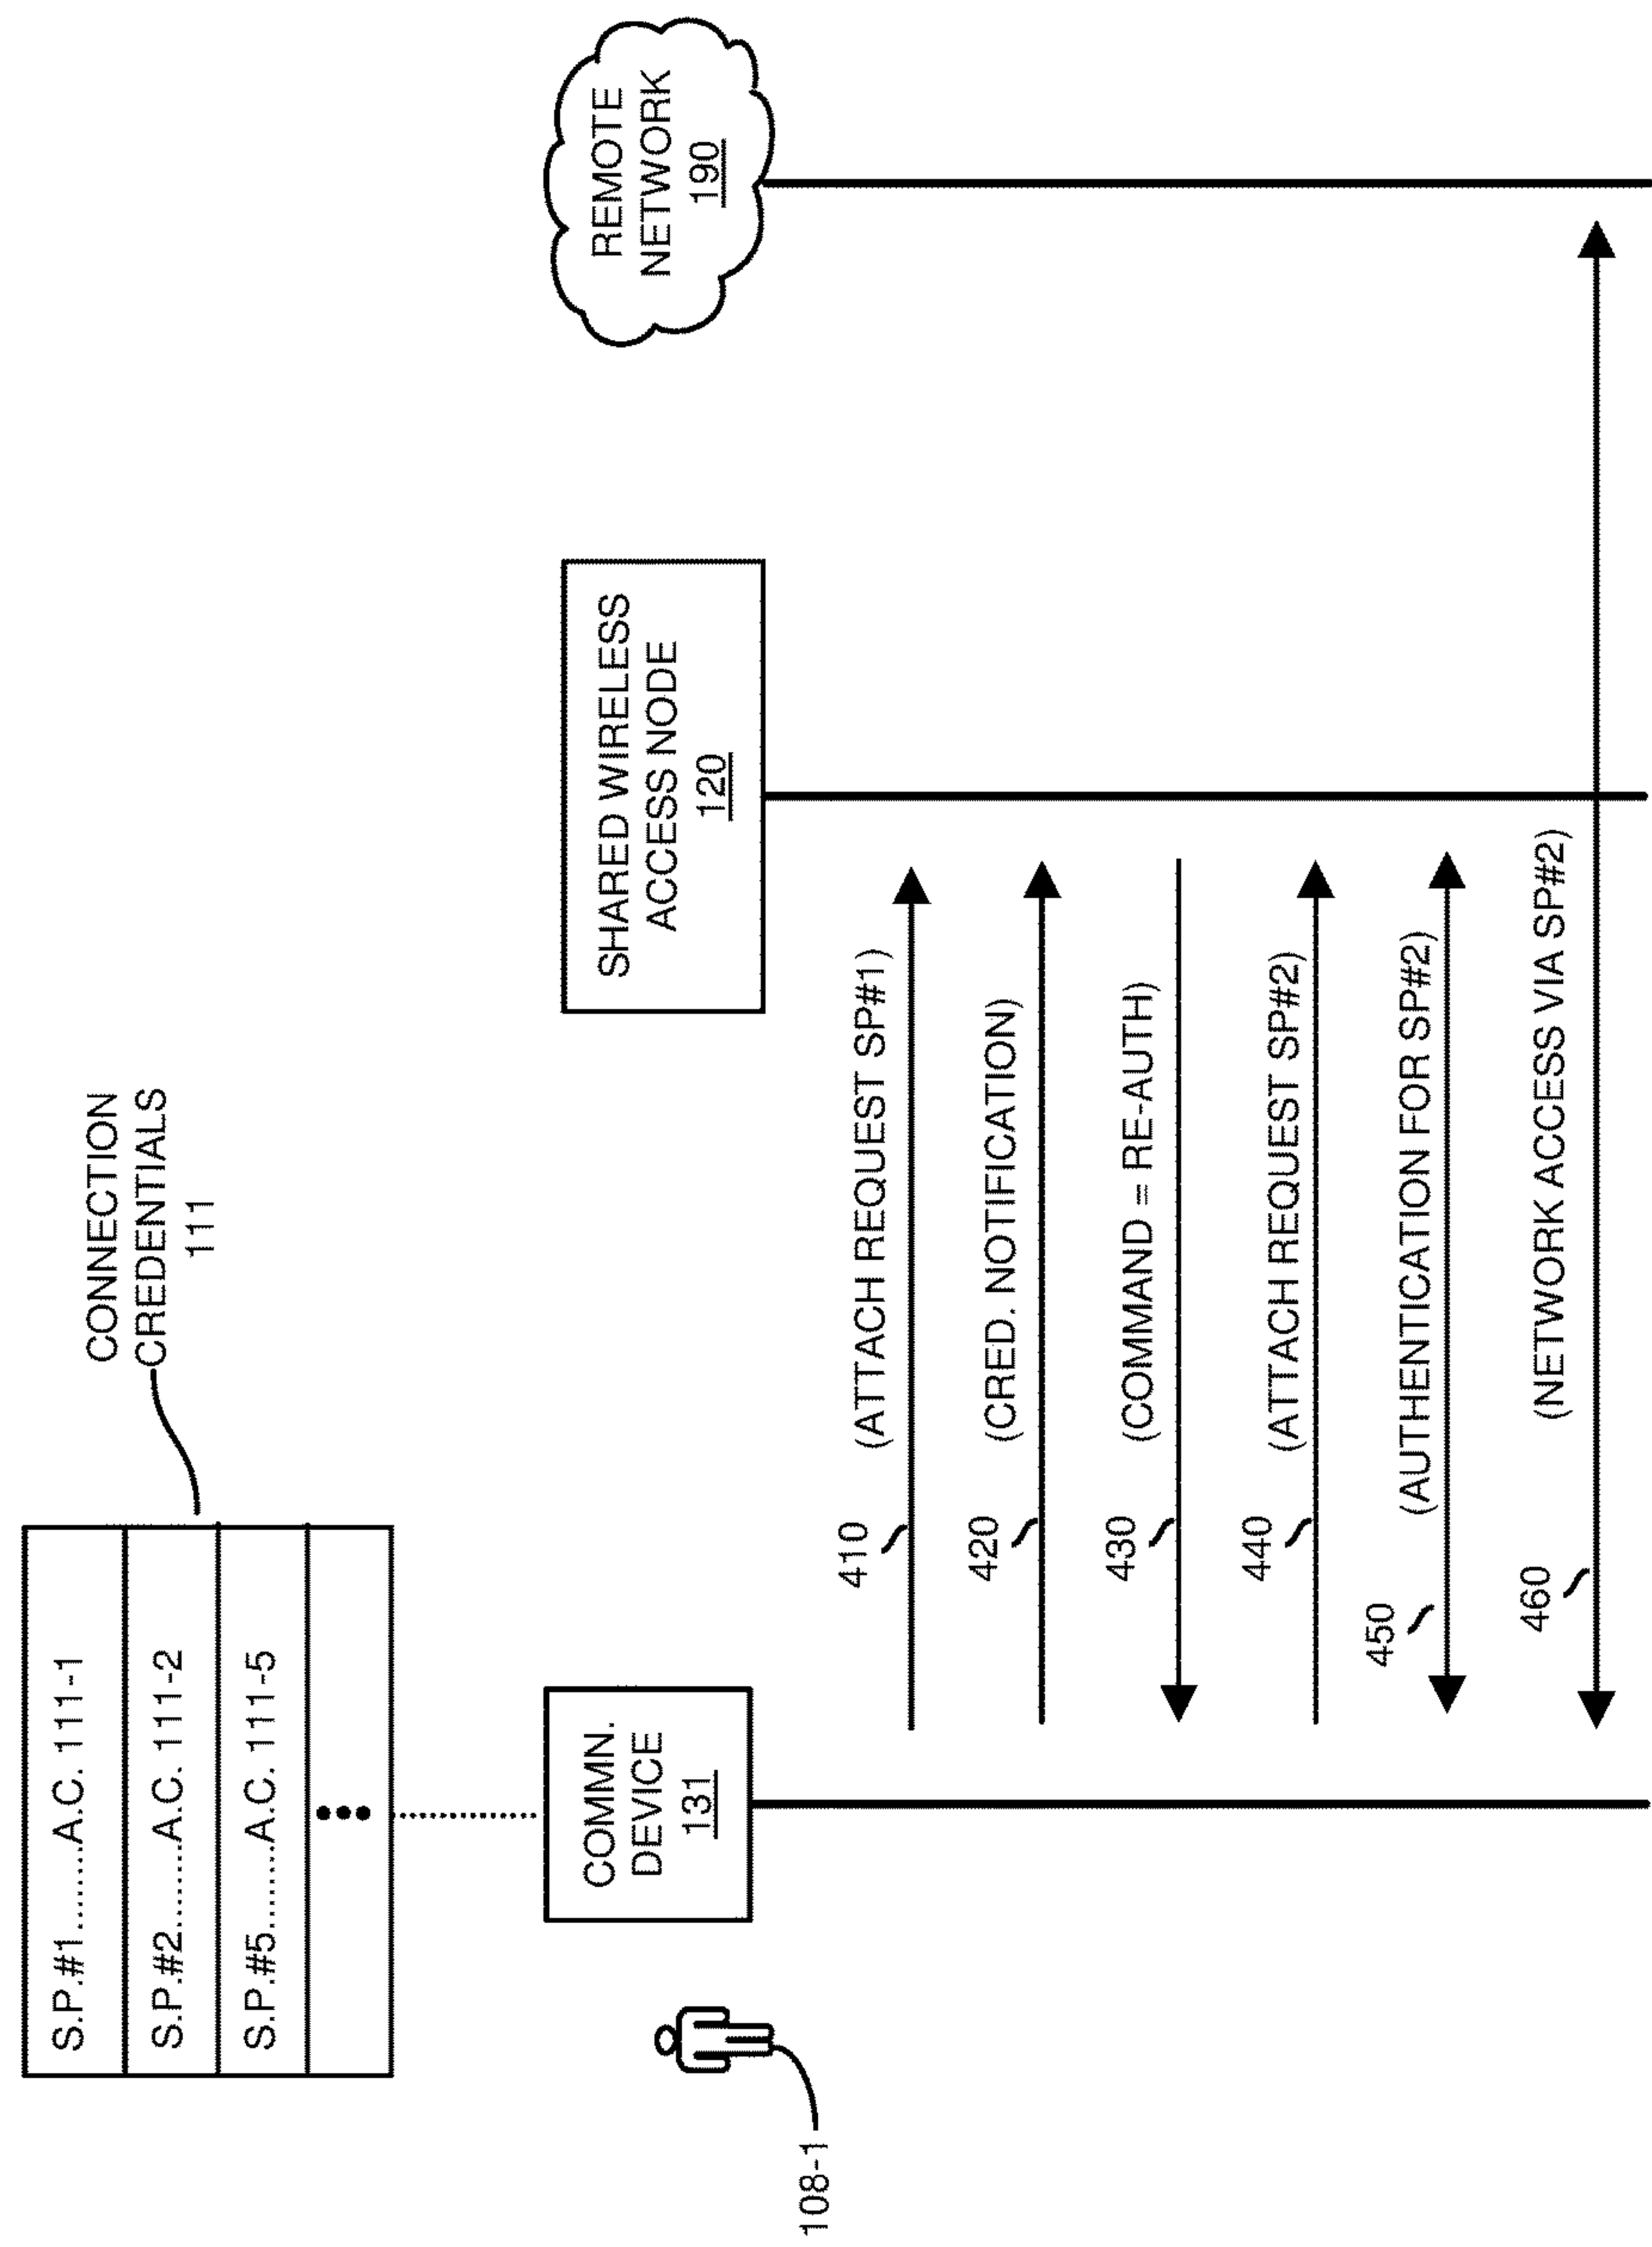 CONNECTION
CREDENTIALS
111
S.P.#1.........A.C. 111-1
S.P.#2........A.C. 111-2
S.P.#5........A.C. 111-5
108-1
COMMN.
DEVICE
131
SHARED WIRELESS
ACCESS NODE
120
REMOTE
NETWORK
190
410 (ATTACH REQUEST SP#1)
420 (CRED. NOTIFICATION)
430 (COMMAND = RE-AUTH)
440 (ATTACH REQUEST SP#2)
450 (AUTHENTICATION FOR SP#2)
460 (NETWORK ACCESS VIA SP#2)